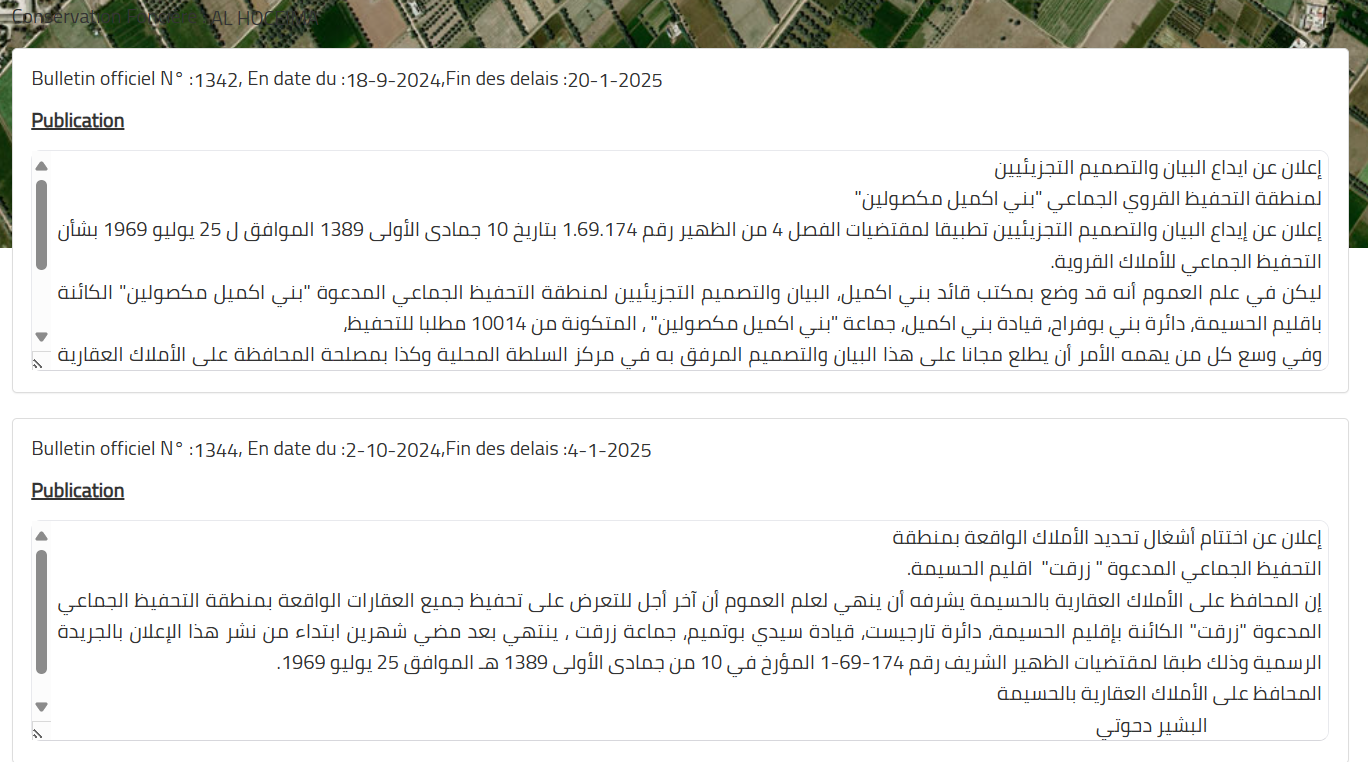 Conservation Foncière : AL HOCEIMA
Bulletin officiel N° :1342, En date du :18-9-2024,Fin des delais :20-1-2025
Publication
إعلان عن ايداع البيان والتصميم التجزيئيين
لمنطقة التحفيظ القروي الجماعي "بني اكميل مكصولين"
إعلان عن إيداع البيان والتصميم التجزيئيين تطبيقا لمقتضيات الفصل 4 من الظهير رقم 1.69.174 بتاريخ 10 جمادى الأولى 1389 الموافق ل 25 يوليو 1969 بشأن
التحفيظ الجماعي للأملاك القروية.
ليكن في علم العموم أنه قد وضع بمكتب قائد بني اكميل، البيان والتصميم التجزيئيين لمنطقة التحفيظ الجماعي المدعوة "بني اكميل مكصولين" الكائنة
باقليم الحسيمة، دائرة بني بوفراح، قيادة بني اكميل، جماعة "بني اكميل مكصولين" ، المتكونة من 10014 مطلبا للتحفيظ،
وفي وسع كل من يهمه الأمر أن يطلع مجانا على هذا البيان والتصميم المرفق به في مركز السلطة المحلية وكذا بمصلحة المحافظة على الأملاك العقارية
Bulletin officiel N° :1344, En date du :2-10-2024,Fin des delais :4-1-2025
Publication
إعلان عن اختتام أشغال تحديد الأملاك الواقعة بمنطقة
التحفيظ الجماعي المدعوة " زرقت" اقليم الحسيمة.
إن المحافظ على الأملاك العقارية بالحسيمة يشرفه أن ينهي لعلم العموم أن آخر أجل للتعرض على تحفيظ جميع العقارات الواقعة بمنطقة التحفيظ الجماعي
المدعوة "زرقت" الكائنة بإقليم الحسيمة، دائرة تارجيست، قيادة سيدي بوتميم، جماعة زرقت ، ينتهي بعد مضي شهرين ابتداء من نشر هذا الإعلان بالجريدة
الرسمية وذلك طبقا لمقتضيات الظهير الشريف رقم 174-69-1 المؤرخ في 10 من جمادى الأولى 1389 هـ الموافق 25 يوليو 1969.
المحافظ على الأملاك العقارية بالحسيمة
البشير دحوتي